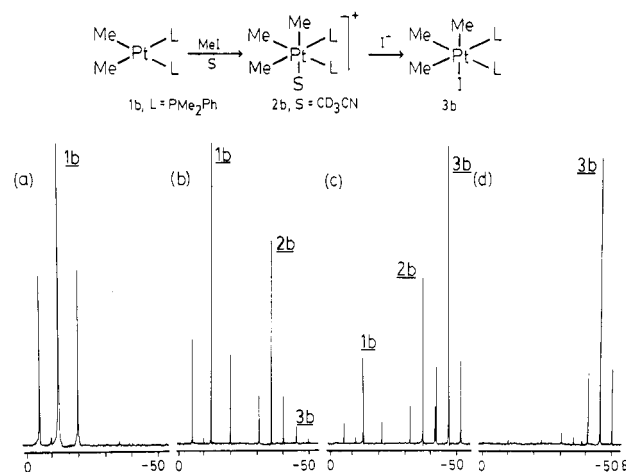 Me L MeI Me Me L I⁻ Me Me L
Pt S Pt Pt
Me L Me L Me L
S I
1b, L = PMe₂Ph 2b, S = CD₃CN 3b
(a) 1b (b) 1b 2b 3b (c) 1b 2b 3b (d) 3b
0 -50 0 -50 0 -50 0 -50 δ